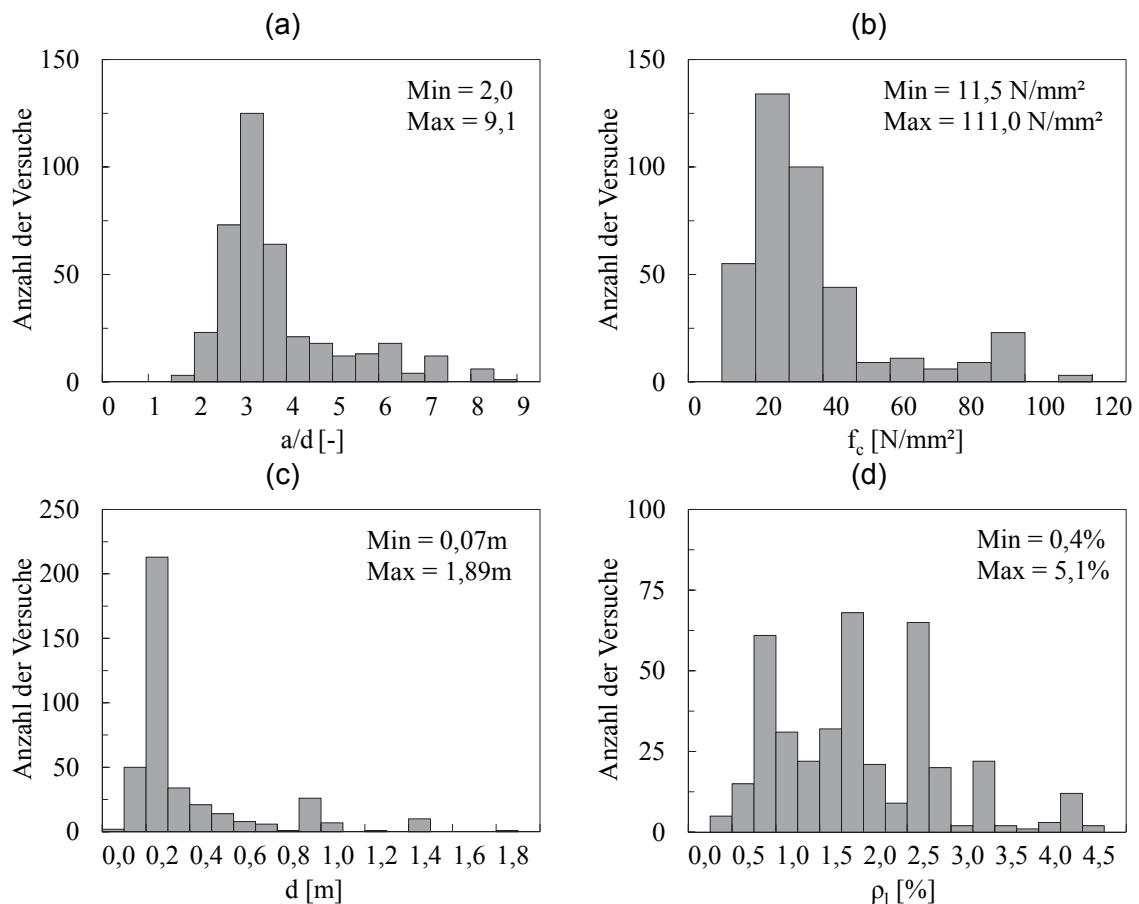 (a)
150
100
50
0
Anzahl der Versuche
Min = 2,0
Max = 9,1
0 1 2 3 4 5 6 7 8 9
a/d [-]
(b)
150
100
50
0
Anzahl der Versuche
Min = 11,5 N/mm²
Max = 111,0 N/mm²
0 20 40 60 80 100 120
f_c [N/mm²]
(c)
250
200
150
100
50
0
Anzahl der Versuche
Min = 0,07m
Max = 1,89m
0,0 0,2 0,4 0,6 0,8 1,0 1,2 1,4 1,6 1,8
d [m]
(d)
100
75
50
25
0
Anzahl der Versuche
Min = 0,4%
Max = 5,1%
0,0 0,5 1,0 1,5 2,0 2,5 3,0 3,5 4,0 4,5
ρ_l [%]